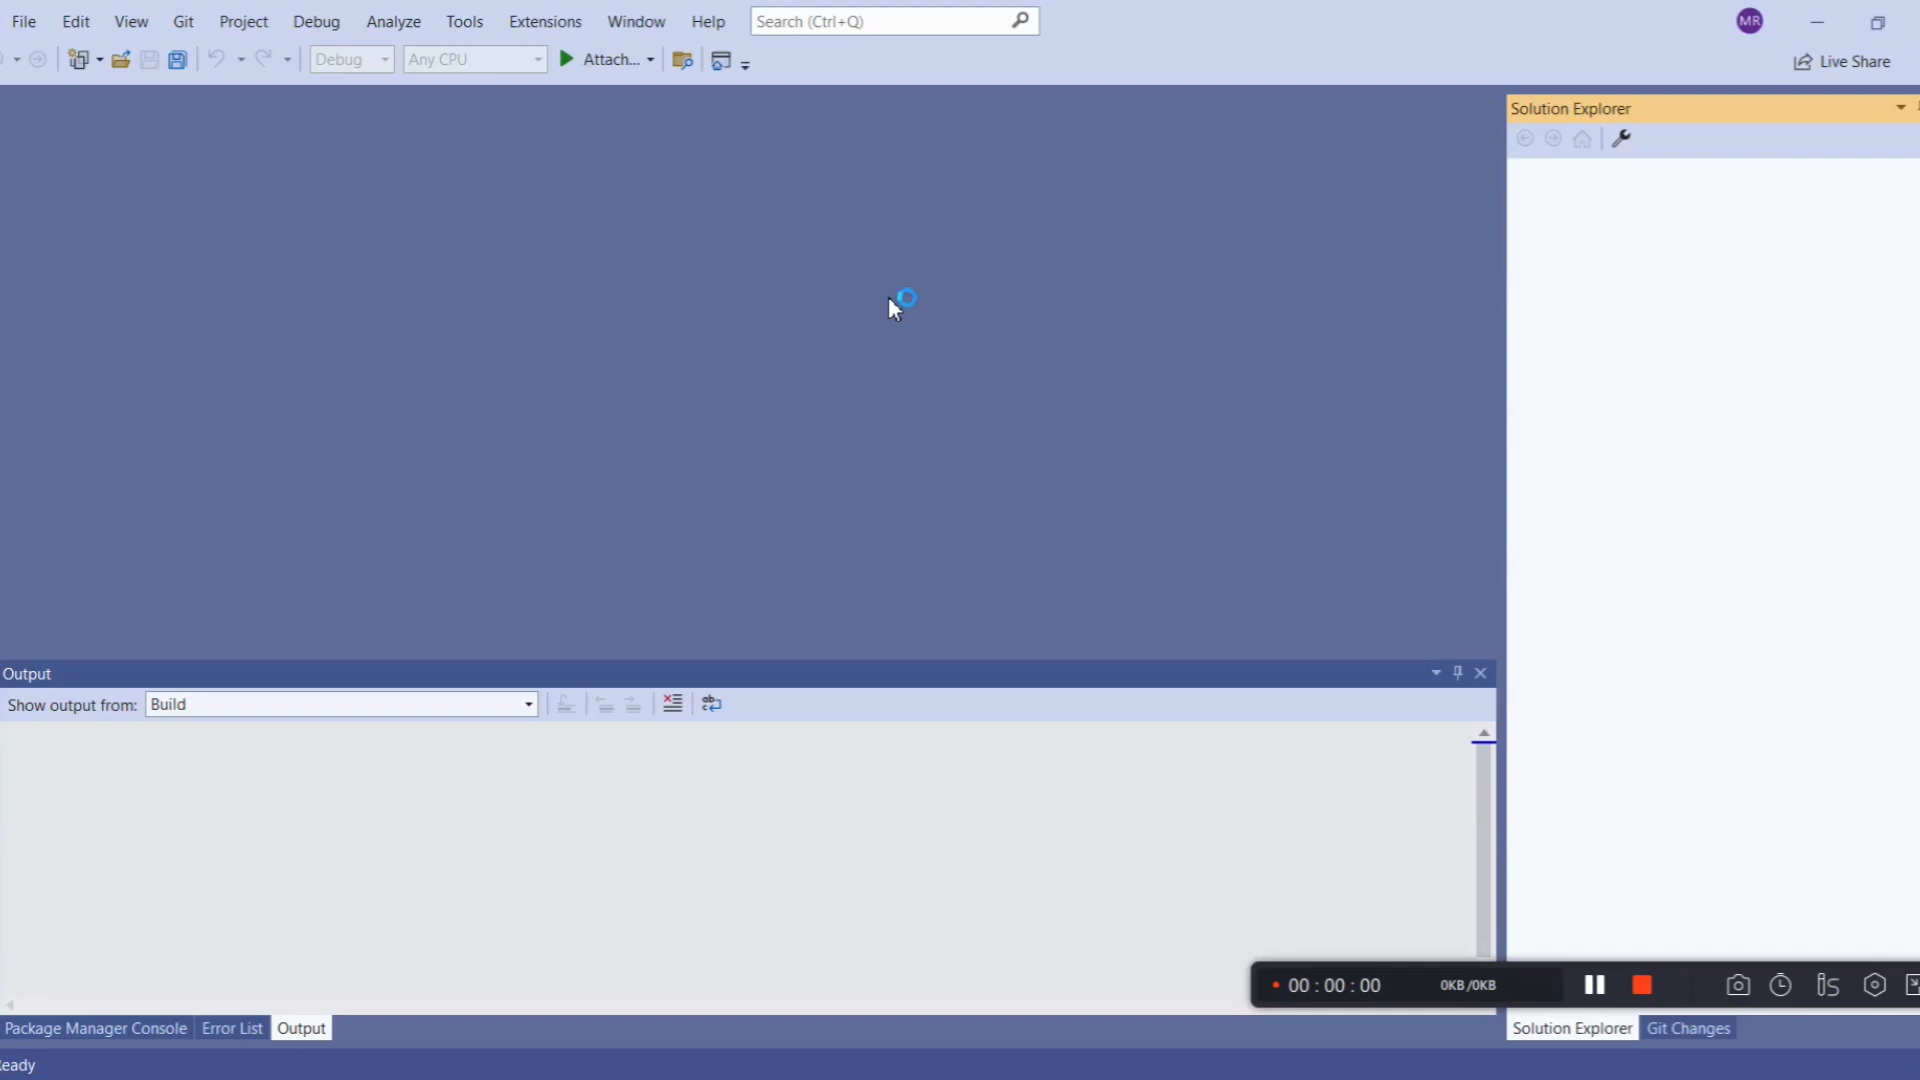 File Edit View Git Project Debug Analyze Tools Extensions Window Help Search (Ctrl+Q) MR
Debug Any CPU Attach... Live Share
Solution Explorer
Output
Show output from: Build
00 : 00 : 00 0KB/0KB
Package Manager Console Error List Output Solution Explorer Git Changes
eady